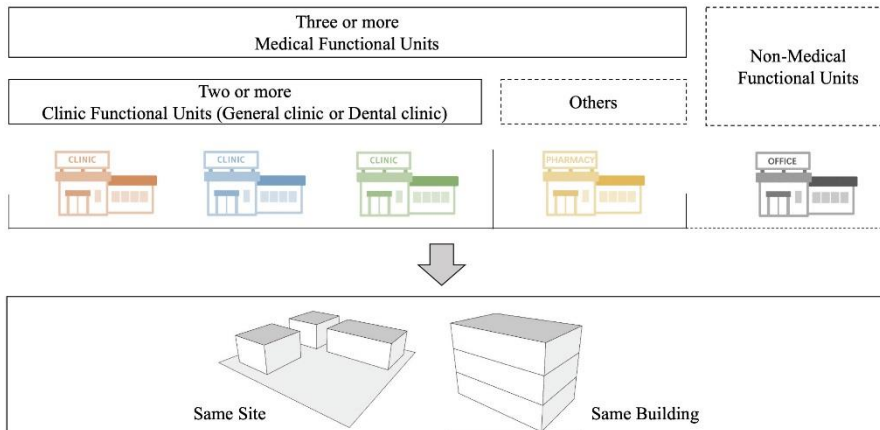 Three or more
Medical Functional Units
Non-Medical
Functional Units
Two or more
Clinic Functional Units (General clinic or Dental clinic)
Others
CLINIC
CLINIC
CLINIC
PHARMACY
OFFICE
Same Site
Same Building